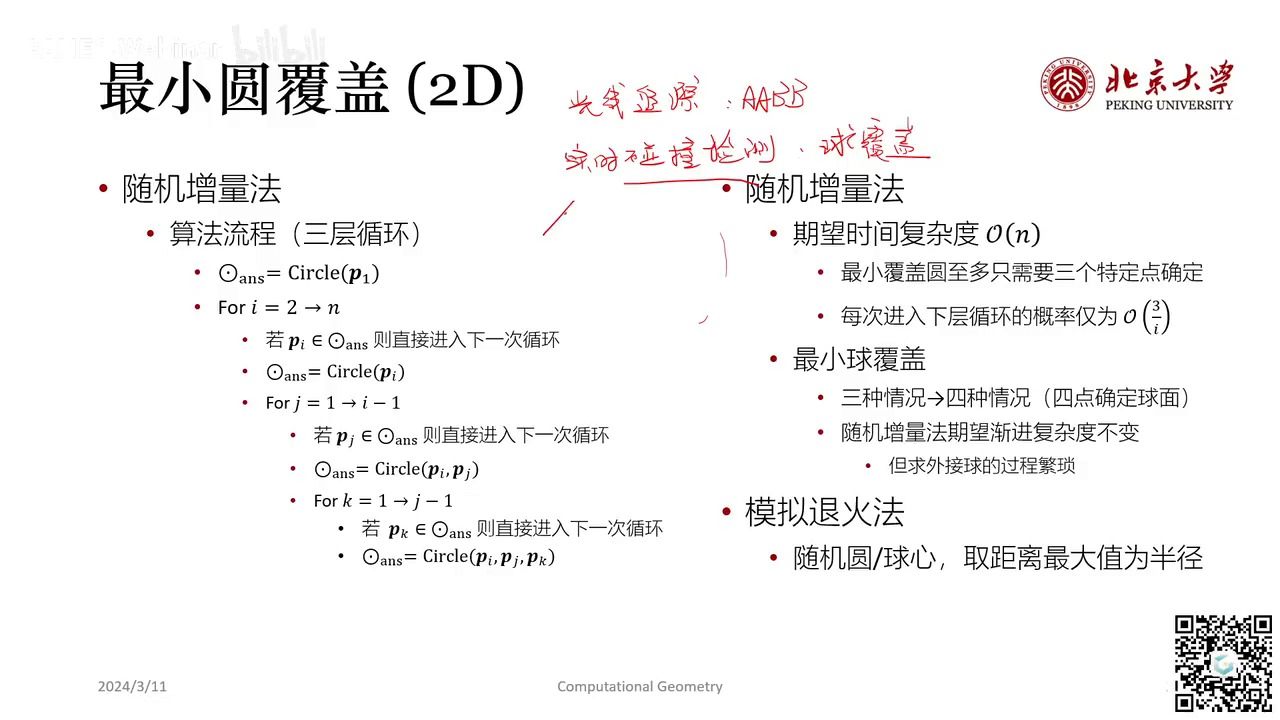 bilibili
最小圆覆盖 (2D)
光线追踪：AABB
实时碰撞检测．球覆盖
北京大学
PEKING UNIVERSITY
• 随机增量法
• 算法流程（三层循环）
• ⊙ans= Circle(p1)
• For i = 2 → n
• 若 pi ∈ ⊙ans 则直接进入下一次循环
• ⊙ans= Circle(pi)
• For j = 1 → i − 1
• 若 pj ∈ ⊙ans 则直接进入下一次循环
• ⊙ans= Circle(pi, pj)
• For k = 1 → j − 1
• 若 pk ∈ ⊙ans 则直接进入下一次循环
• ⊙ans= Circle(pi, pj, pk)
• 随机增量法
• 期望时间复杂度 O(n)
• 最小覆盖圆至多只需要三个特定点确定
• 每次进入下层循环的概率仅为 O(3/i)
• 最小球覆盖
• 三种情况→四种情况（四点确定球面）
• 随机增量法期望渐进复杂度不变
• 但求外接球的过程繁琐
• 模拟退火法
• 随机圆/球心，取距离最大值为半径
2024/3/11
Computational Geometry